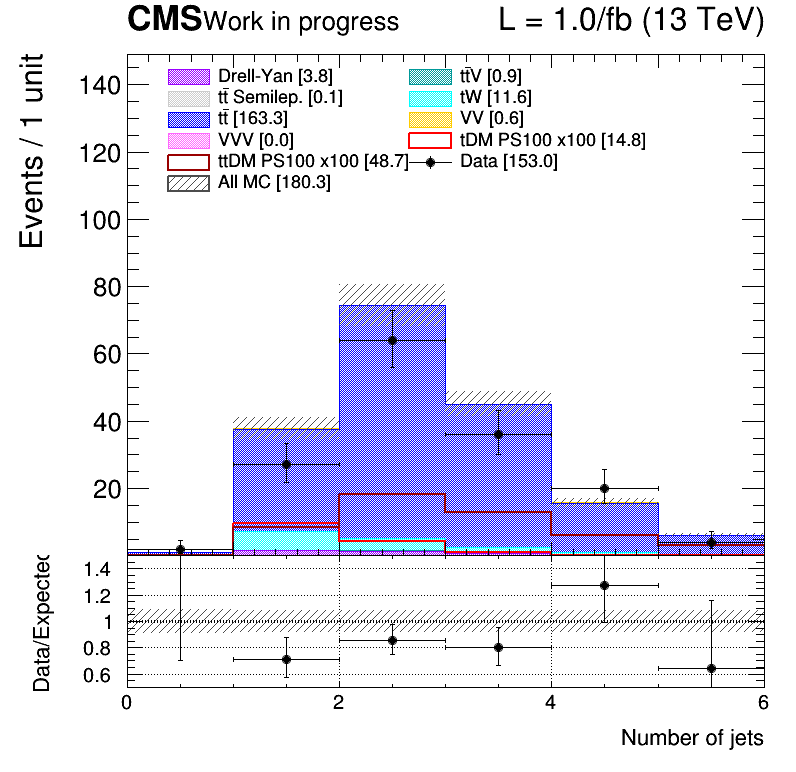 CMS Work in progress L = 1.0/fb (13 TeV)
Events / 1 unit
140
120
100
80
60
40
20
Drell-Yan [3.8]
tt̄V [0.9]
tt̄ Semilep. [0.1]
tW [11.6]
tt̄ [163.3]
VV [0.6]
VVV [0.0]
tDM PS100 x100 [14.8]
ttDM PS100 x100 [48.7]
Data [153.0]
All MC [180.3]
Data/Expected
1.4
1.2
1
0.8
0.6
0 2 4 6
Number of jets